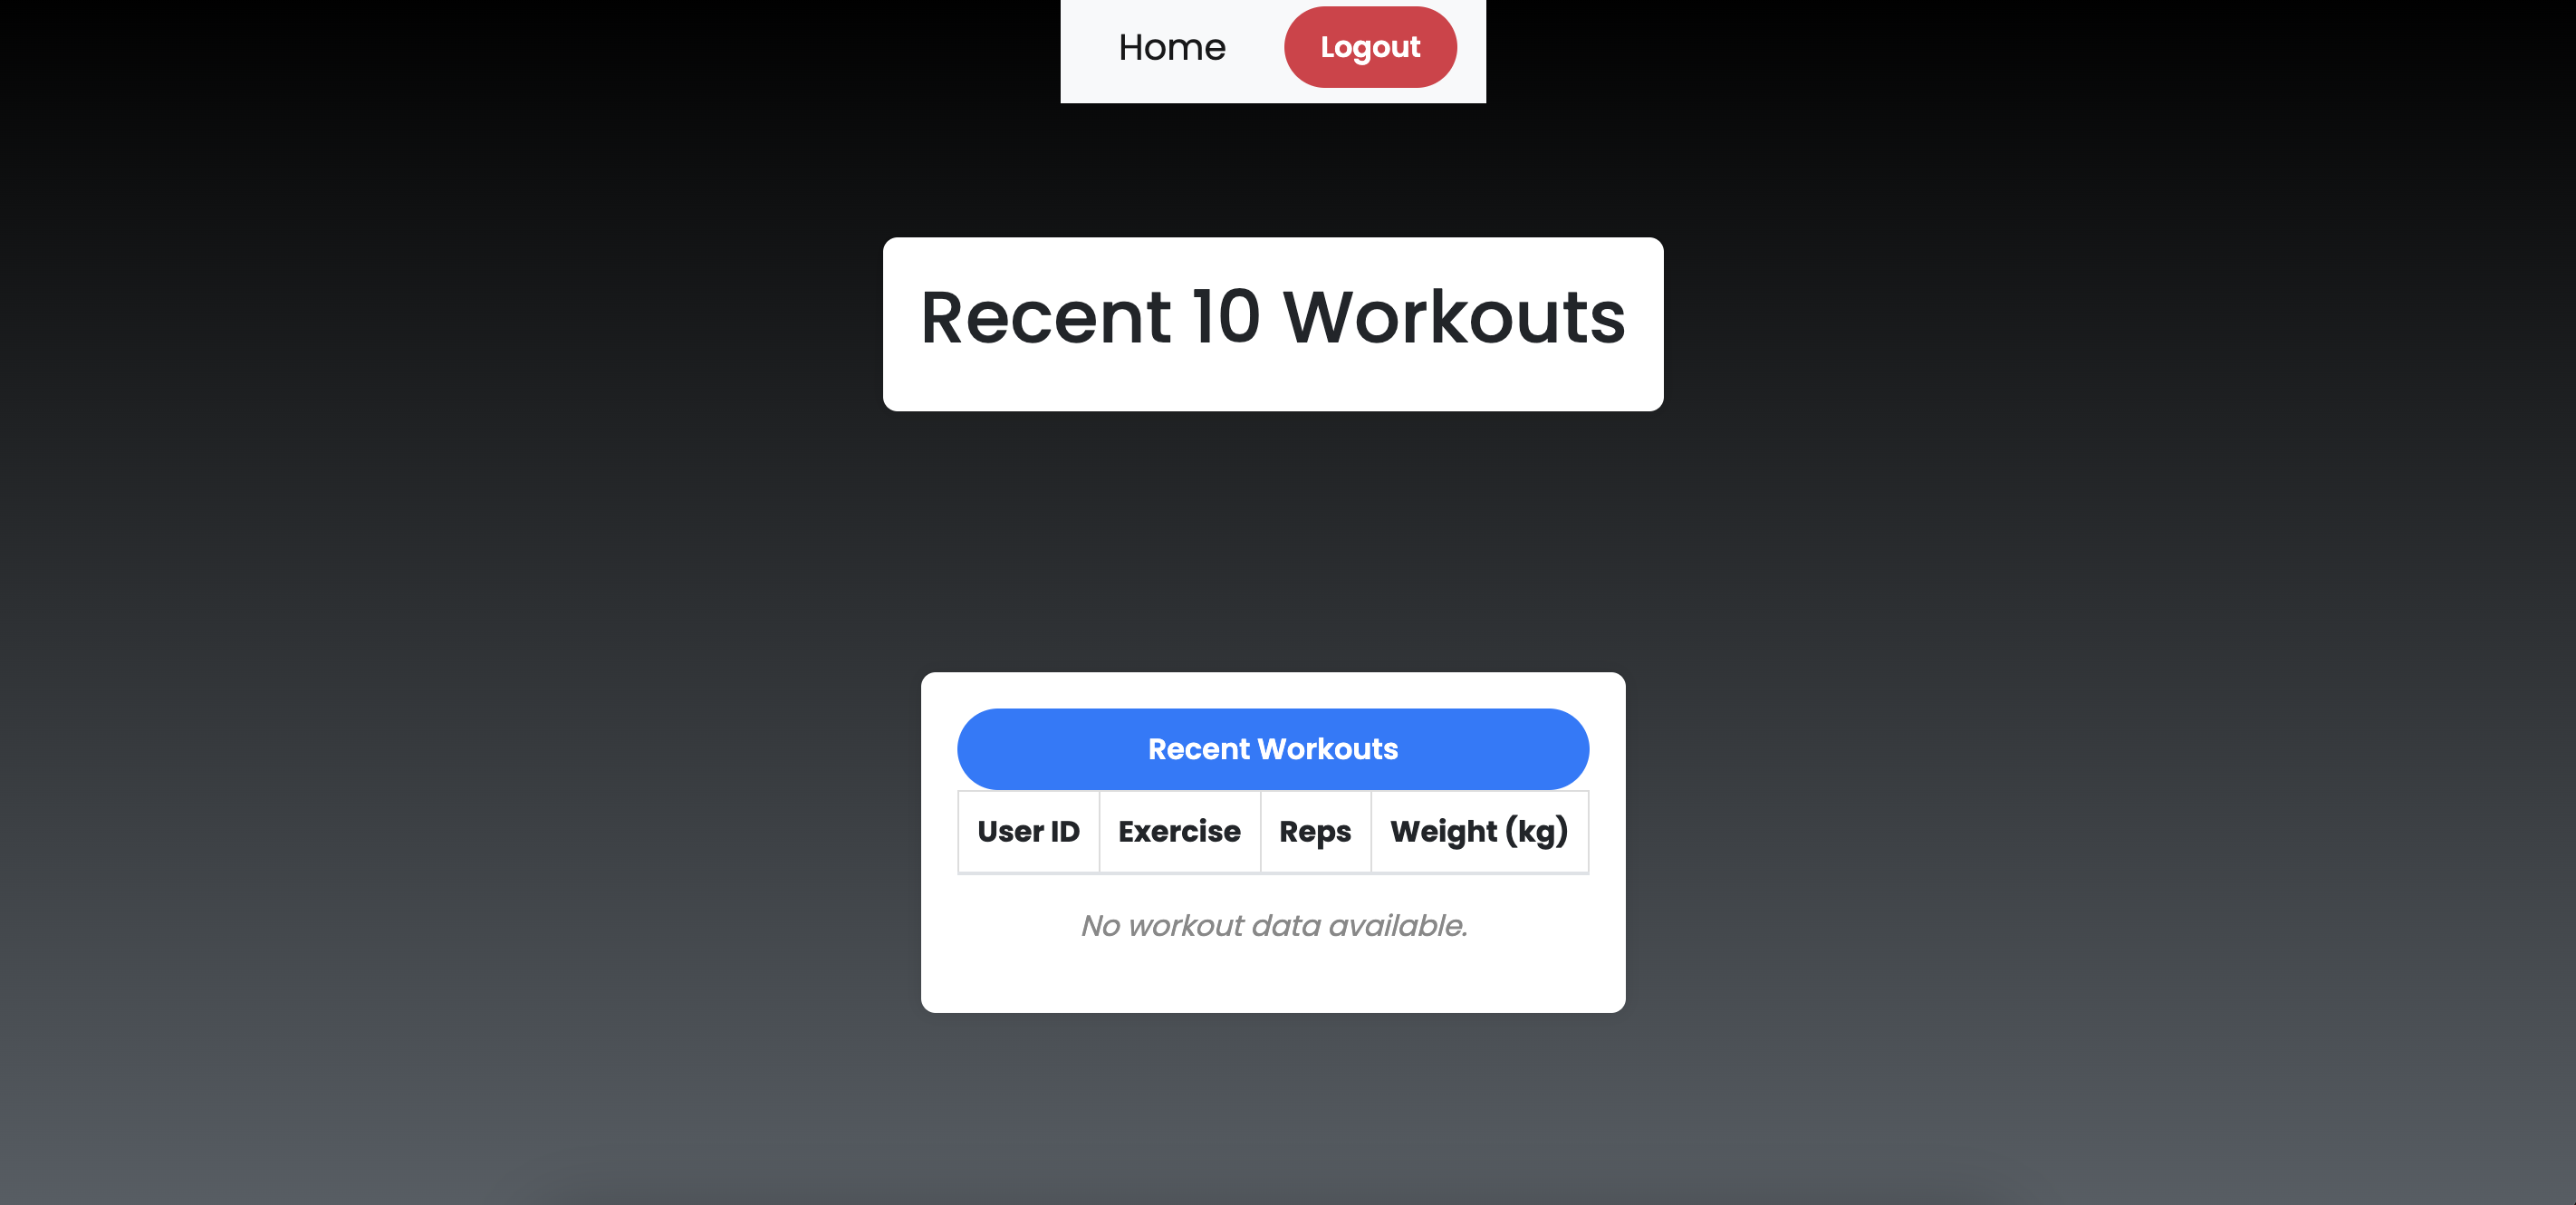 Home Logout
Recent 10 Workouts
Recent Workouts
User ID Exercise Reps Weight (kg)
No workout data available.